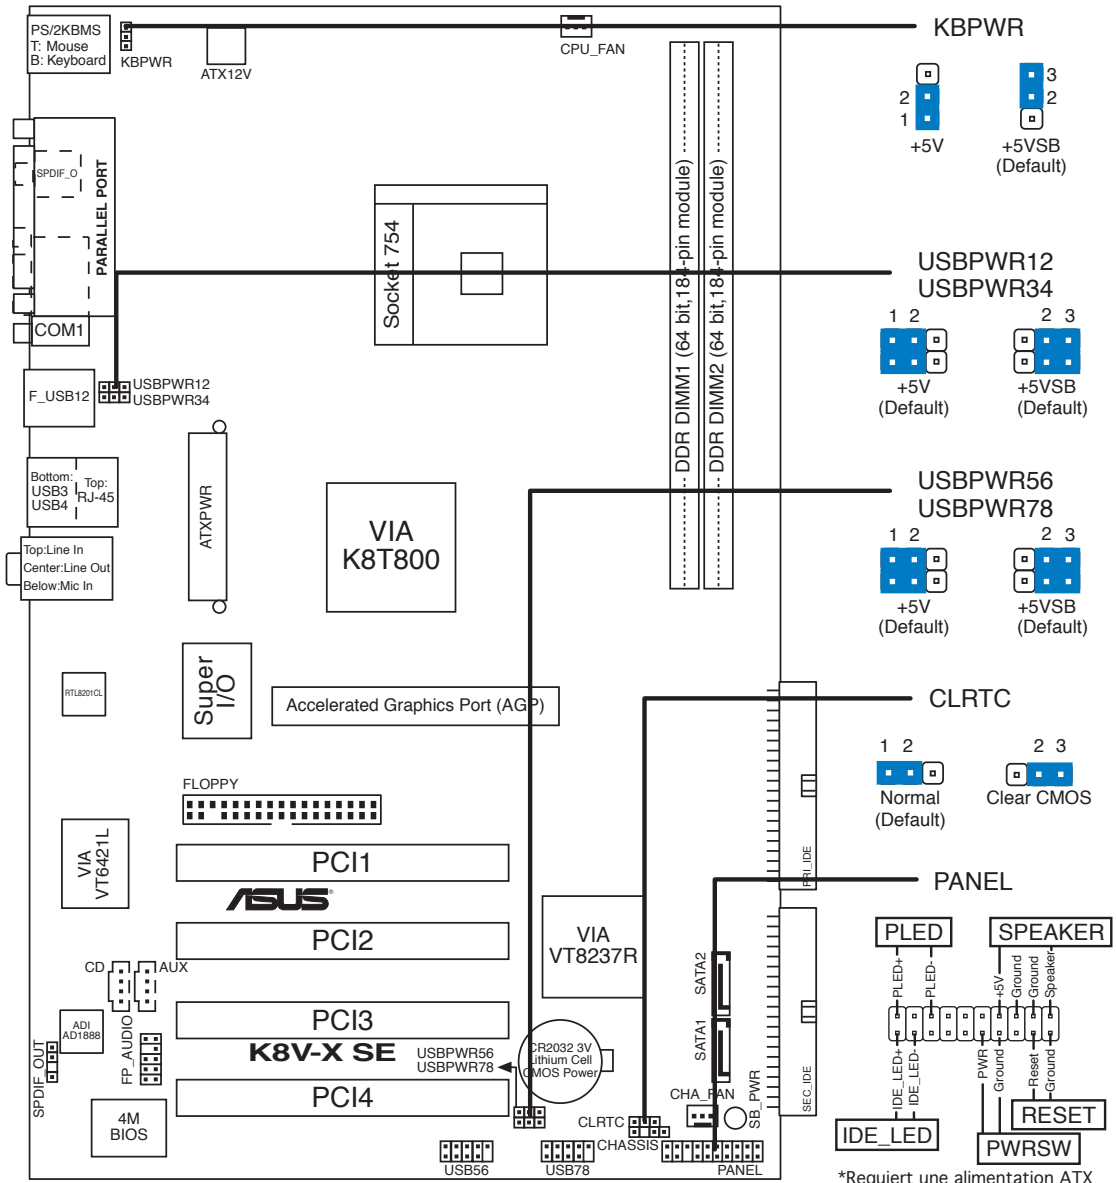 PS/2KBMS
T: Mouse
B: Keyboard
KBPWR
ATX12V
CPU_FAN
KBPWR
3
2
2
1
+5V
+5VSB
(Default)
SPDIF_O
PARALLEL PORT
COM1
Socket 754
DDR DIMM1 (64 bit,184-pin module)
DDR DIMM2 (64 bit,184-pin module)
USBPWR12
USBPWR34
1 2
2 3
+5V
(Default)
+5VSB
(Default)
F_USB12
USBPWR12
USBPWR34
Bottom:
USB3
USB4
Top:
RJ-45
ATXPWR
VIA
K8T800
USBPWR56
USBPWR78
1 2
2 3
+5V
(Default)
+5VSB
(Default)
Top:Line In
Center:Line Out
Below:Mic In
RTL8201CL
Super
I/O
Accelerated Graphics Port (AGP)
CLRTC
1 2
2 3
Normal
(Default)
Clear CMOS
FLOPPY
VIA
VT6421L
PCI1
ASUS
PRI_IDE
PANEL
PCI2
VIA
VT8237R
SATA2
PLED
SPEAKER
PLED+
PLED-
+5V
Ground
Ground
Speaker
CD
AUX
ADI
AD1888
PCI3
K8V-X SE
SPDIF_OUT
FP_AUDIO
USBPWR56
USBPWR78
CR2032 3V
Lithium Cell
CMOS Power
SATA1
SEC_IDE
IDE_LED+
IDE_LED-
PWR
Ground
Reset
Ground
4M
BIOS
PCI4
CHA_FAN
SB_PWR
CLRTC
CHASSIS
USB56
USB78
PANEL
IDE_LED
RESET
PWRSW
*Requiert une alimentation ATX